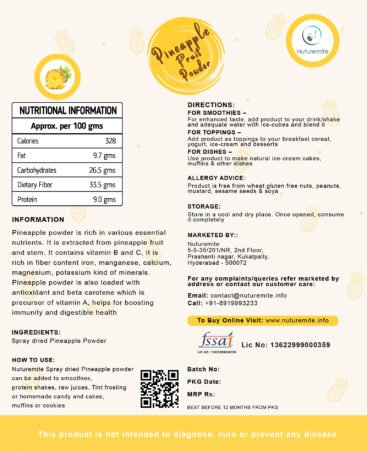 Pineapple
Fruit
Powder
Nuturemite
NUTRITIONAL INFORMATION
Approx. per 100 gms
Calories 328
Fat 9.7 gms
Carbohydrates 26.5 gms
Dietary Fiber 33.5 gms
Protein 9.0 gms
INFORMATION
Pineapple powder is rich in various essential
nutrients. It is extracted from pineapple fruit
and stem. It contains vitamin B and C, it is
rich in fiber content iron, manganese, calcium,
magnesium, potassium kind of minerals.
Pineapple powder is also loaded with
antioxidant and beta carotene which is
precursor of vitamin A, helps for boosting
immunity and digestible health
INGREDIENTS:
Spray dried Pineapple Powder
HOW TO USE:
Nuturemite Spray dried Pineapple powder
can be added to smoothies,
protein shakes, raw juices, Tint frosting
or homemade candy and cakes,
muffins or cookies
DIRECTIONS:
FOR SMOOTHIES –
For enhanced taste, add product to your drink/shake
and adequate water with ice-cubes and blend it
FOR TOPPINGS –
Add product as toppings to your breakfast cereal,
yogurt, ice-cream and desserts
FOR DISHES –
Use product to make natural ice-cream cakes,
muffins & other dishes
ALLERGY ADVICE:
Product is free from wheat gluten free nuts, peanuts,
mustard, sesame seeds & soya
STORAGE:
Store in a cool and dry place. Once opened, consume
it completely
MARKETED BY::
Nuturemite
5-5-35/201/NR, 2nd Floor,
Prashanti nagar, Kukatpally,
Hyderabad - 500072
For any complaints/queries refer marketed by
address or contact our customer care:
Email: contact@nuturemite.info
Call: +91-8919993233
To Buy Online Visit: www.nuturemite.info
fssai
LIC NO: 13622999000359
Lic No: 13622999000359
Batch No:
PKG Date:
MRP Rs:
BEST BEFORE 12 MONTHS FROM PKG
This product is not intended to diagnose, cure or prevent any disease